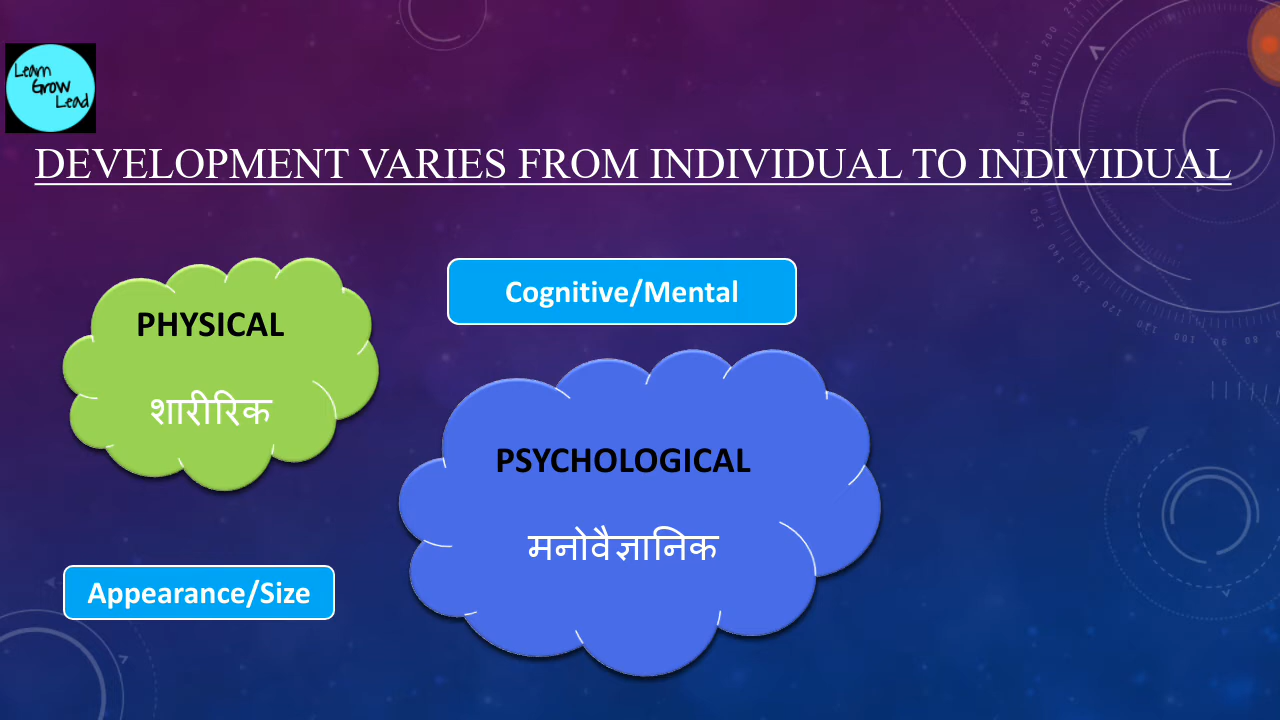 Learn
Grow
Lead
DEVELOPMENT VARIES FROM INDIVIDUAL TO INDIVIDUAL
PHYSICAL
शारीरिक
Appearance/Size
Cognitive/Mental
PSYCHOLOGICAL
मनोवैज्ञानिक